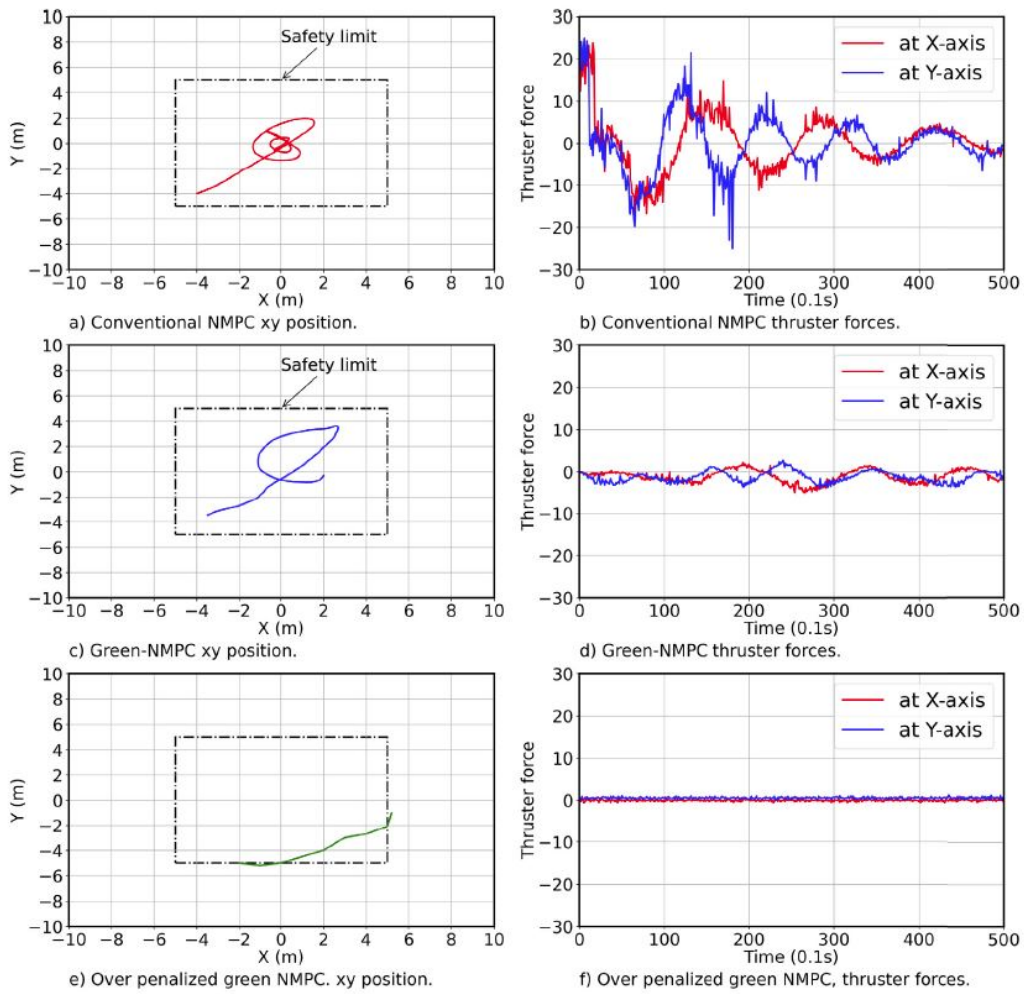 10
8
6
4
2
0
−2
−4
−6
−8
−10
Y (m)
Safety limit
−10 −8 −6 −4 −2 0 2 4 6 8 10
X (m)
a) Conventional NMPC xy position.
30
20
10
0
−10
−20
−30
Thruster force
at X-axis
at Y-axis
0 100 200 300 400 500
Time (0.1s)
b) Conventional NMPC thruster forces.
10
8
6
4
2
0
−2
−4
−6
−8
−10
Y (m)
Safety limit
−10 −8 −6 −4 −2 0 2 4 6 8 10
X (m)
c) Green-NMPC xy position.
30
20
10
0
−10
−20
−30
Thruster force
at X-axis
at Y-axis
0 100 200 300 400 500
Time (0.1s)
d) Green-NMPC thruster forces.
10
8
6
4
2
0
−2
−4
−6
−8
−10
Y (m)
−10 −8 −6 −4 −2 0 2 4 6 8 10
X (m)
e) Over penalized green NMPC. xy position.
30
20
10
0
−10
−20
−30
Thruster force
at X-axis
at Y-axis
0 100 200 300 400 500
Time (0.1s)
f) Over penalized green NMPC, thruster forces.